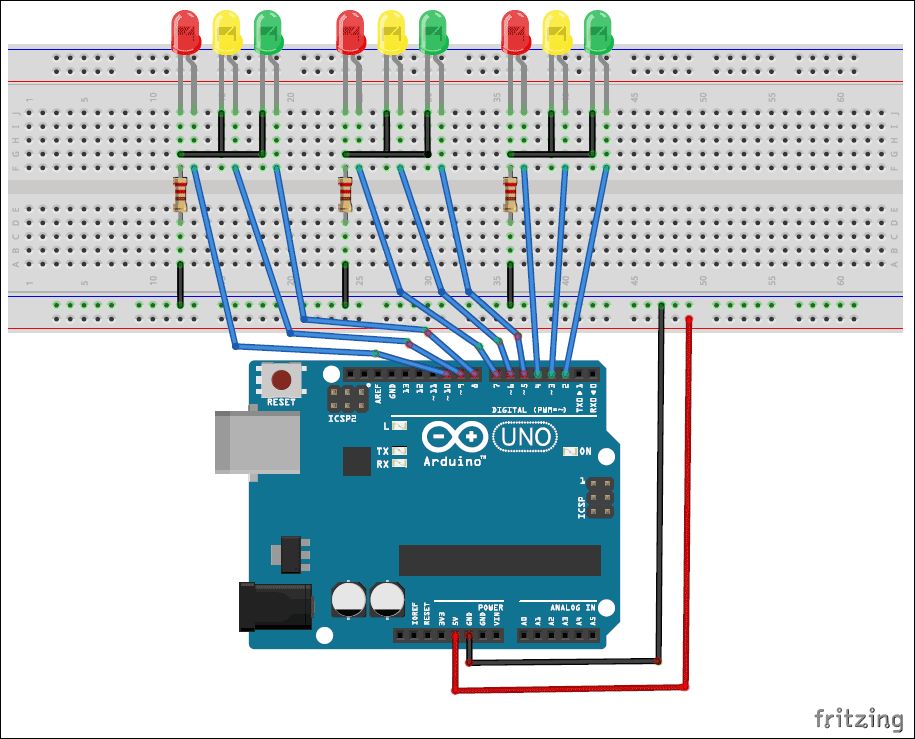 1 5 10 15 20 25 30 35 40 45 50 55 60
J J
I I
H H
G G
F F
E E
D D
C C
B B
A A
1 5 10 15 20 25 30 35 40 45 50 55 60
RESET
ICSP2
AREF
GND
13
12
~11
~10
~9
8
7
~6
~5
4
~3
2
TX0▶1
RX0◀0
DIGITAL (PWM=~)
L
TX
RX
Arduino™
UNO
ON
1
ICSP
IOREF
RESET
3V3
5V
GND
GND
VIN
POWER
ANALOG IN
A0
A1
A2
A3
A4
A5
fritzing